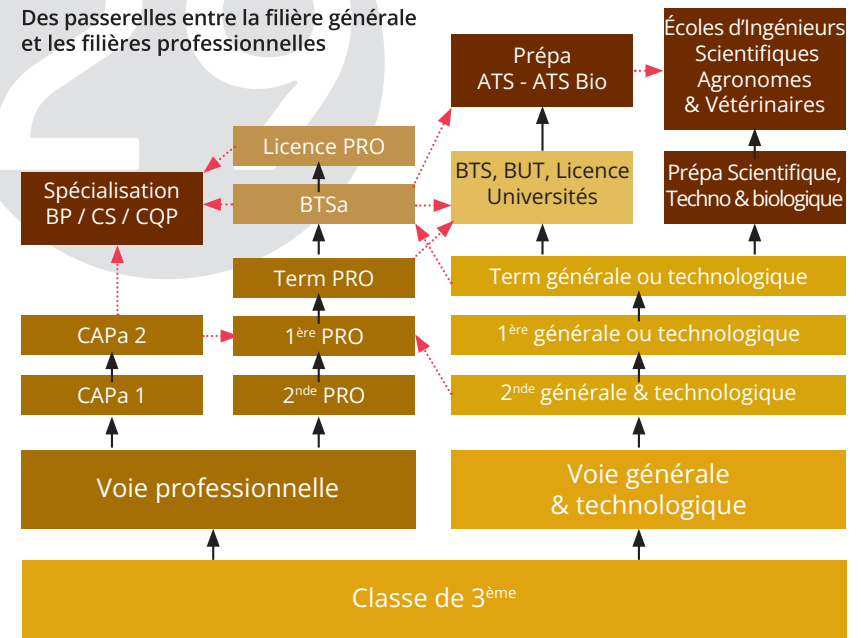 Des passerelles entre la filière générale
et les filières professionnelles
Prépa
ATS - ATS Bio
Écoles d’Ingénieurs
Scientifiques
Agronomes
& Vétérinaires
Licence PRO
Spécialisation
BP / CS / CQP
BTSa
BTS, BUT, Licence
Universités
Prépa Scientifique,
Techno & biologique
Term PRO
Term générale ou technologique
CAPa 2
1ère PRO
1ère générale ou technologique
CAPa 1
2nde PRO
2nde générale & technologique
Voie professionnelle
Voie générale
& technologique
Classe de 3ème